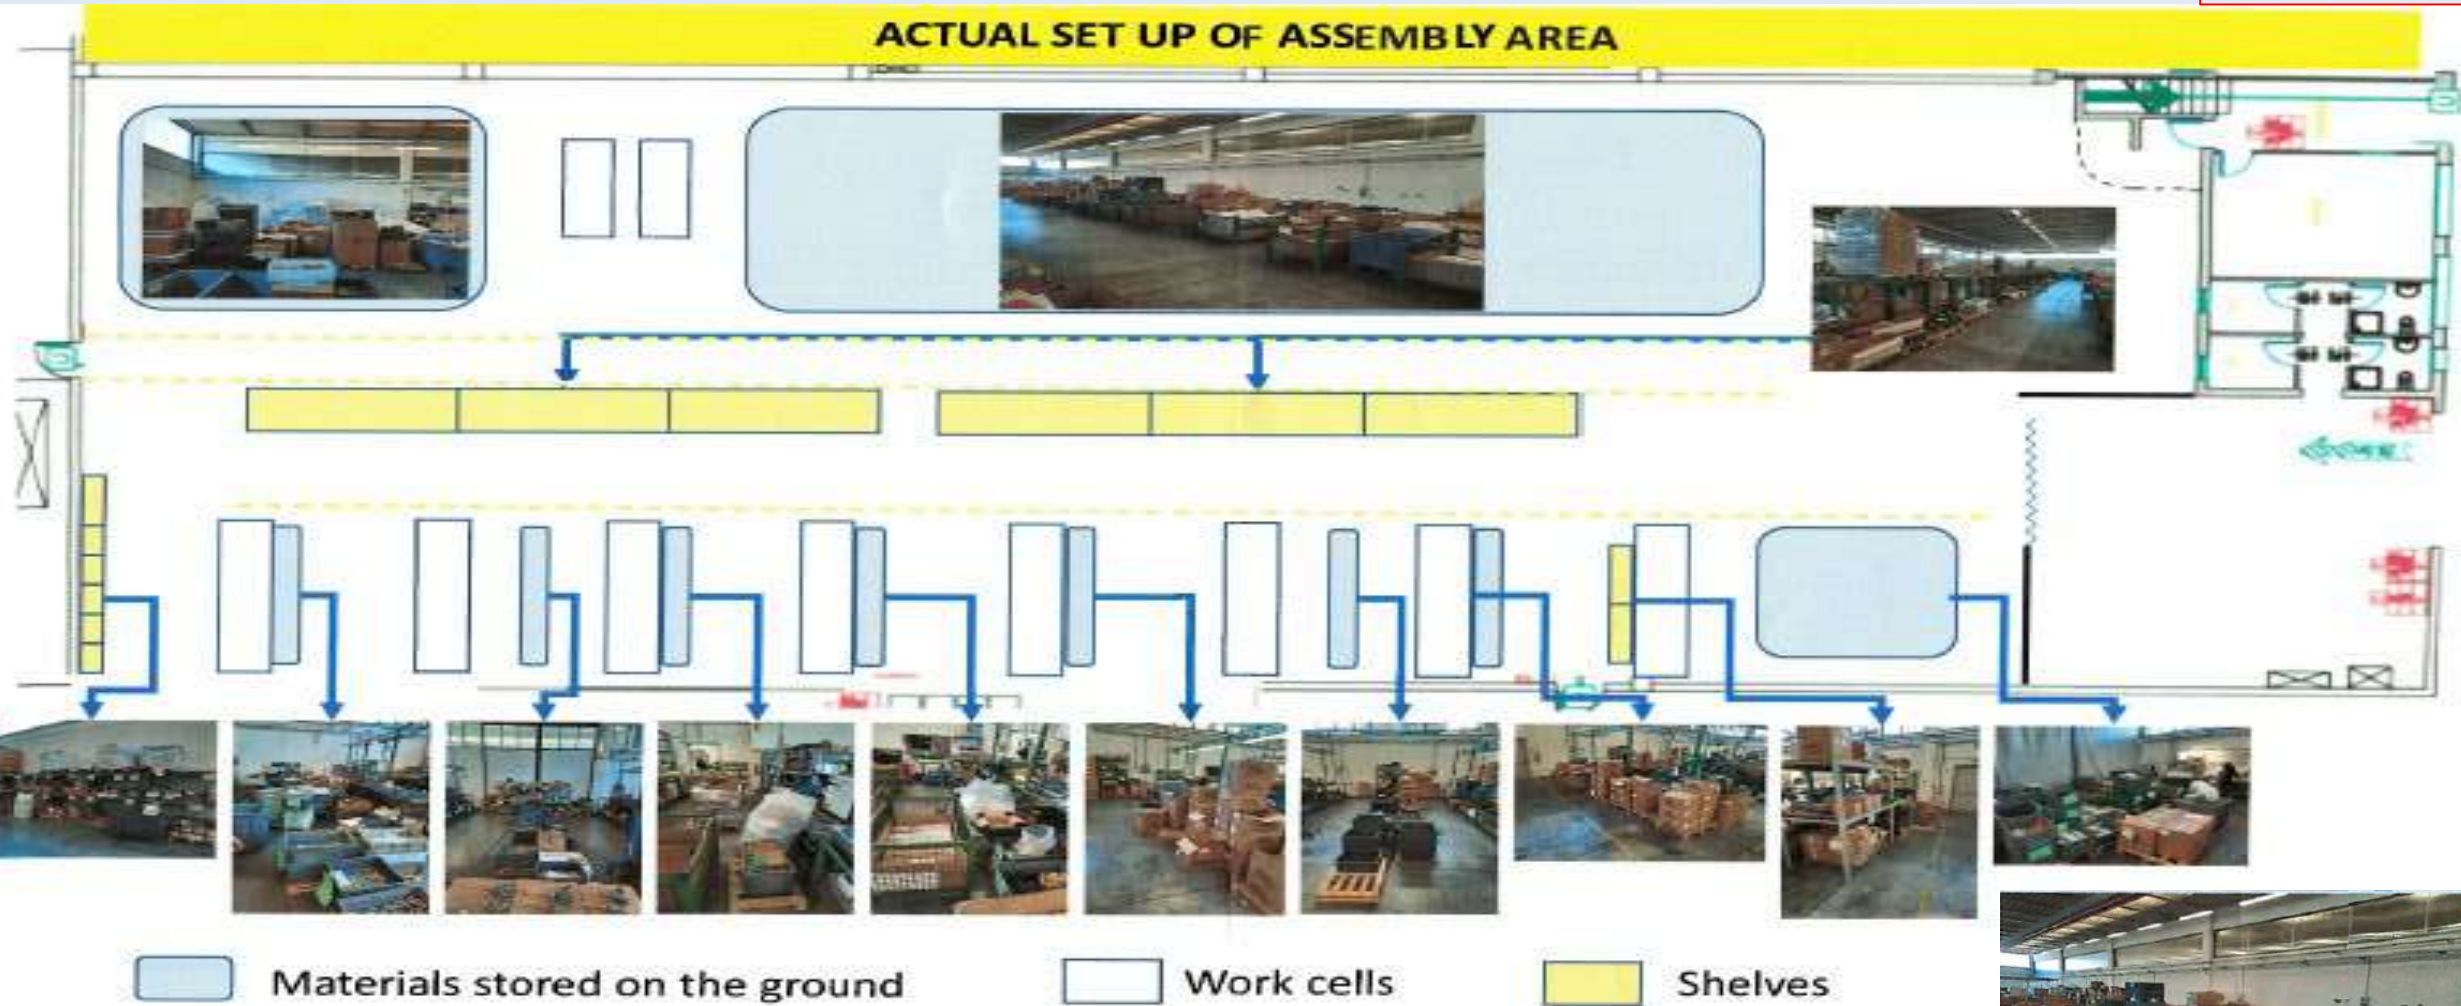 ACTUAL SET UP OF ASSEMBLY AREA
Materials stored on the ground
Work cells
Shelves